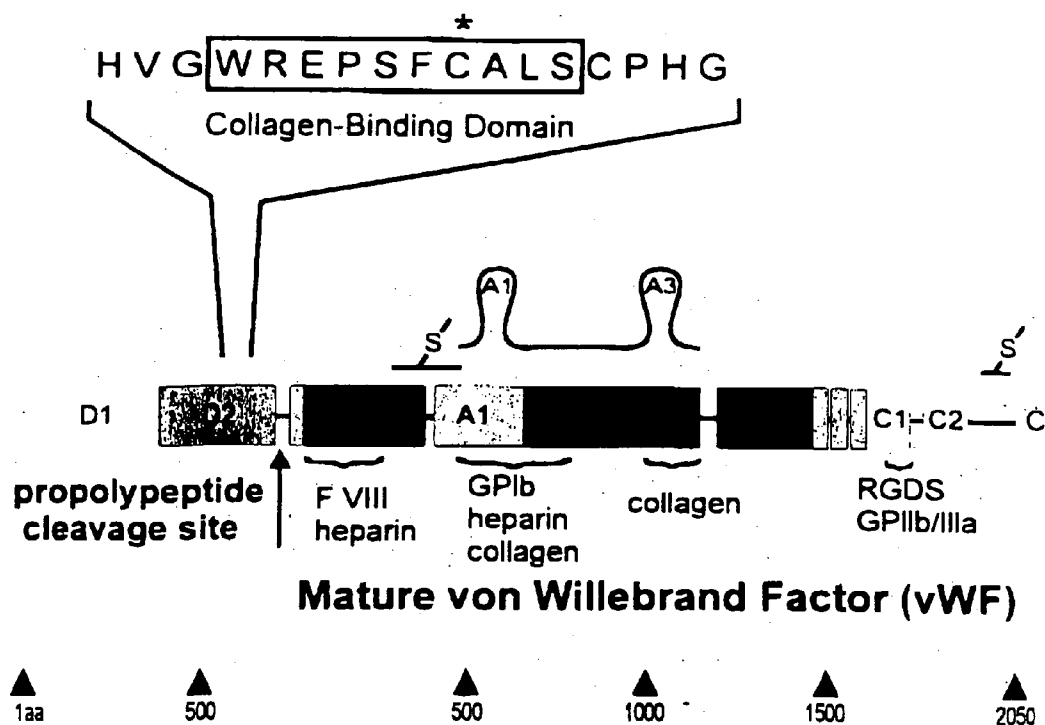 *
H V G W R E P S F C A L S C P H G
Collagen-Binding Domain
A1 A3
S' S'
D1 D2 A1 C1 C2 C
propolypeptide
cleavage site
F VIII
heparin
GPIb
heparin
collagen
collagen
RGDS
GPIIb/IIIa
Mature von Willebrand Factor (vWF)
1aa 500 500 1000 1500 2050